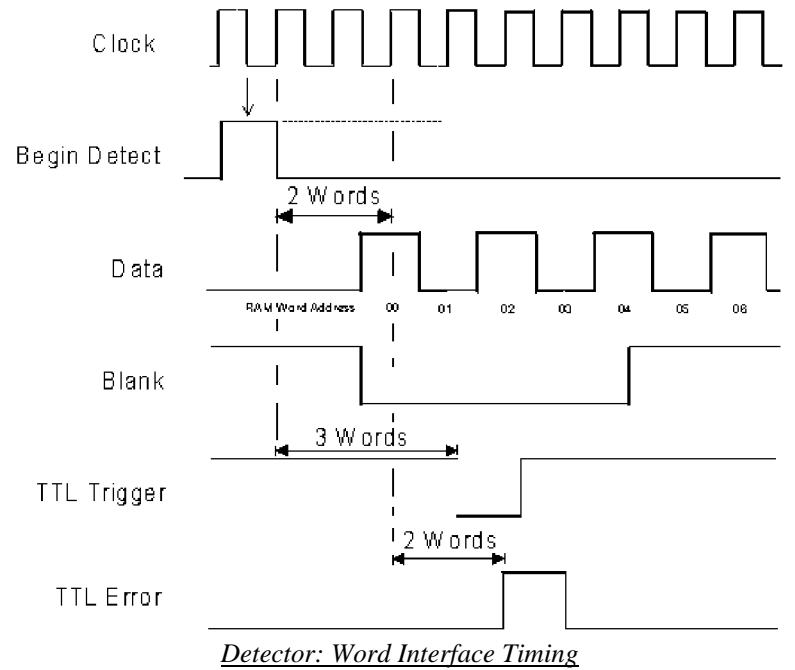 Clock
Begin Detect
2 Words
Data
RAM Word Address 00 01 02 03 04 05 06
Blank
3 Words
TTL Trigger
2 Words
TTL Error
Detector: Word Interface Timing